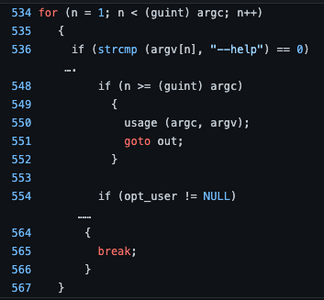 534 for (n = 1; n < (guint) argc; n++)
535 {
536 if (strcmp (argv[n], "--help") == 0)
….
548 if (n >= (guint) argc)
549 {
550 usage (argc, argv);
551 goto out;
552 }
553
554 if (opt_user != NULL)
……
564 {
565 break;
566 }
567 }